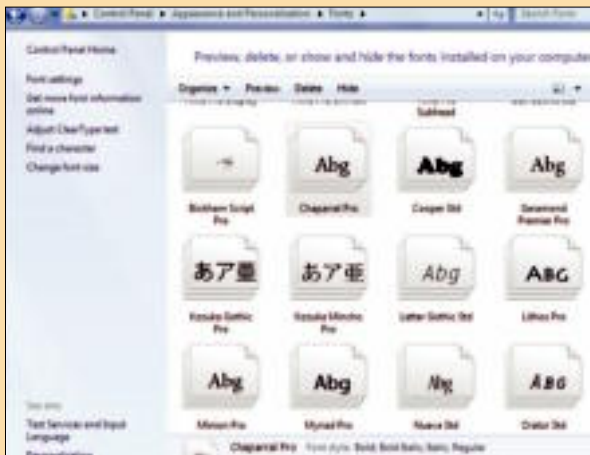 Control Panel ▸ Appearance and Personalization ▸ Fonts ▸
Search Fonts
Control Panel Home
Font settings
Get more font information
online
Adjust ClearType text
Find a character
Change font size
See also
Text Services and Input
Language
Personalization
Preview, delete, or show and hide the fonts installed on your computer
Organize Preview Delete Hide
Subhead
Abg Abg Abg
Bickham Script
Pro
Chaparral Pro
Cooper Std
Garamond
Premier Pro
あア亜 あア亜 Abg ABG
Kozuka Gothic
Pro
Kozuka Mincho
Pro
Letter Gothic Std
Lithos Pro
Abg Abg Abg ABG
Minion Pro
Myriad Pro
Nueva Std
Orator Std
Chaparral Pro Font style: Bold; Bold Italic; Italic; Regular